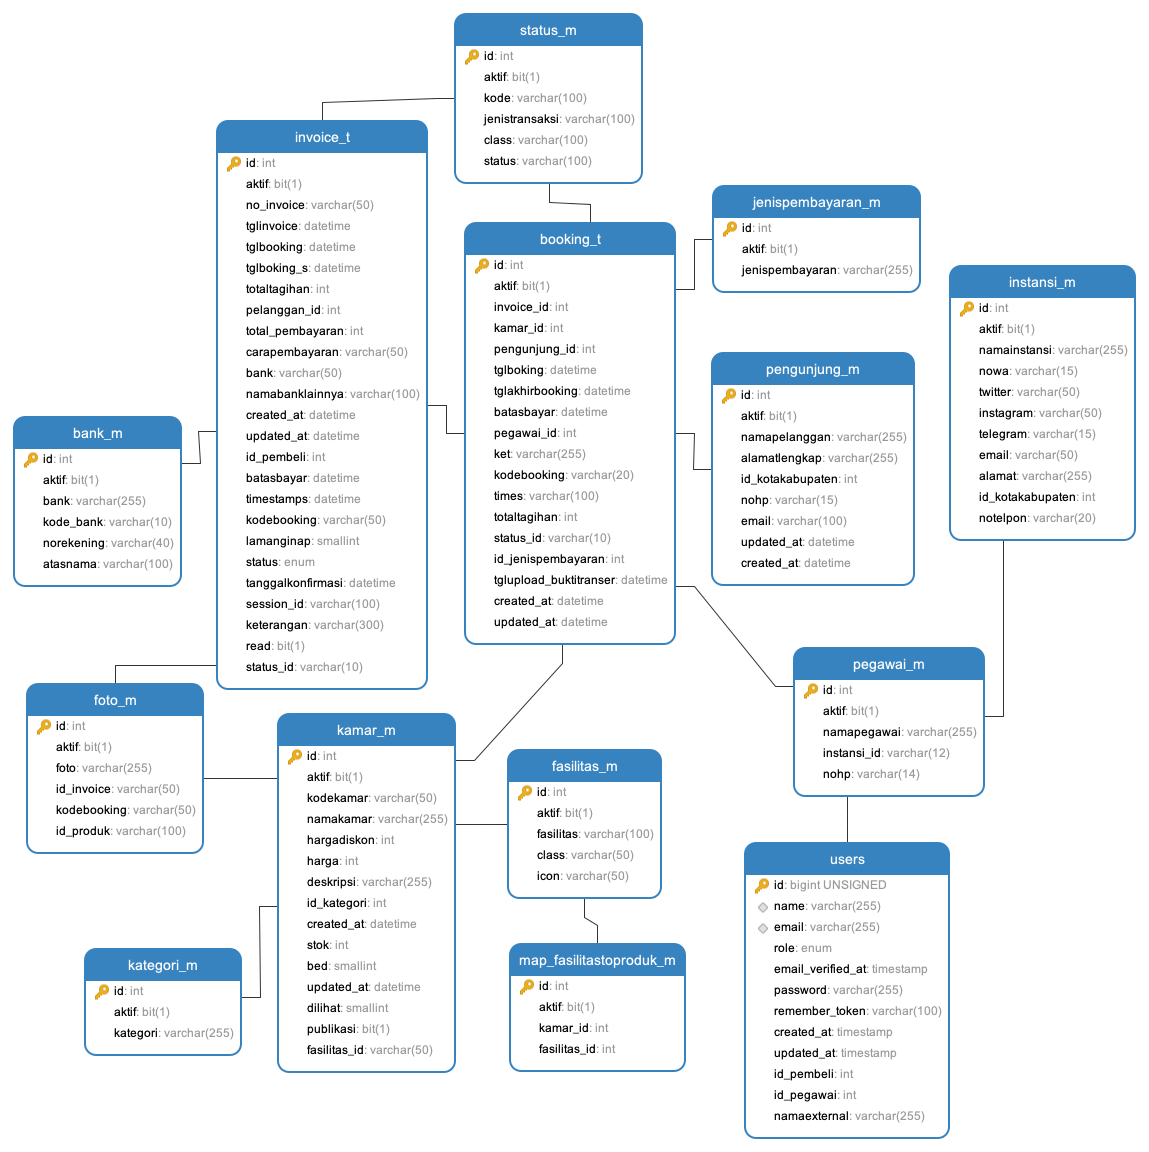 status_m
id: int
aktif: bit(1)
kode: varchar(100)
jenistransaksi: varchar(100)
class: varchar(100)
status: varchar(100)
invoice_t
id: int
aktif: bit(1)
no_invoice: varchar(50)
tglinvoice: datetime
tglbooking: datetime
tglboking_s: datetime
totaltagihan: int
pelanggan_id: int
total_pembayaran: int
carapembayaran: varchar(50)
bank: varchar(50)
namabanklainnya: varchar(100)
created_at: datetime
updated_at: datetime
id_pembeli: int
batasbayar: datetime
timestamps: datetime
kodebooking: varchar(50)
lamanginap: smallint
status: enum
tanggalkonfirmasi: datetime
session_id: varchar(100)
keterangan: varchar(300)
read: bit(1)
status_id: varchar(10)
booking_t
id: int
aktif: bit(1)
invoice_id: int
kamar_id: int
pengunjung_id: int
tglboking: datetime
tglakhirbooking: datetime
batasbayar: datetime
pegawai_id: int
ket: varchar(255)
kodebooking: varchar(20)
times: varchar(100)
totaltagihan: int
status_id: varchar(10)
id_jenispembayaran: int
tglupload_buktitranser: datetime
created_at: datetime
updated_at: datetime
jenispembayaran_m
id: int
aktif: bit(1)
jenispembayaran: varchar(255)
instansi_m
id: int
aktif: bit(1)
namainstansi: varchar(255)
nowa: varchar(15)
twitter: varchar(50)
instagram: varchar(50)
telegram: varchar(15)
email: varchar(50)
alamat: varchar(255)
id_kotakabupaten: int
notelpon: varchar(20)
pengunjung_m
id: int
aktif: bit(1)
namapelanggan: varchar(255)
alamatlengkap: varchar(255)
id_kotakabupaten: int
nohp: varchar(15)
email: varchar(100)
updated_at: datetime
created_at: datetime
bank_m
id: int
aktif: bit(1)
bank: varchar(255)
kode_bank: varchar(10)
norekening: varchar(40)
atasnama: varchar(100)
pegawai_m
id: int
aktif: bit(1)
namapegawai: varchar(255)
instansi_id: varchar(12)
nohp: varchar(14)
foto_m
id: int
aktif: bit(1)
foto: varchar(255)
id_invoice: varchar(50)
kodebooking: varchar(50)
id_produk: varchar(100)
kamar_m
id: int
aktif: bit(1)
kodekamar: varchar(50)
namakamar: varchar(255)
hargadiskon: int
harga: int
deskripsi: varchar(255)
id_kategori: int
created_at: datetime
stok: int
bed: smallint
updated_at: datetime
dilihat: smallint
publikasi: bit(1)
fasilitas_id: varchar(50)
fasilitas_m
id: int
aktif: bit(1)
fasilitas: varchar(100)
class: varchar(50)
icon: varchar(50)
users
id: bigint UNSIGNED
name: varchar(255)
email: varchar(255)
role: enum
email_verified_at: timestamp
password: varchar(255)
remember_token: varchar(100)
created_at: timestamp
updated_at: timestamp
id_pembeli: int
id_pegawai: int
namaexternal: varchar(255)
kategori_m
id: int
aktif: bit(1)
kategori: varchar(255)
map_fasilitastoproduk_m
id: int
aktif: bit(1)
kamar_id: int
fasilitas_id: int